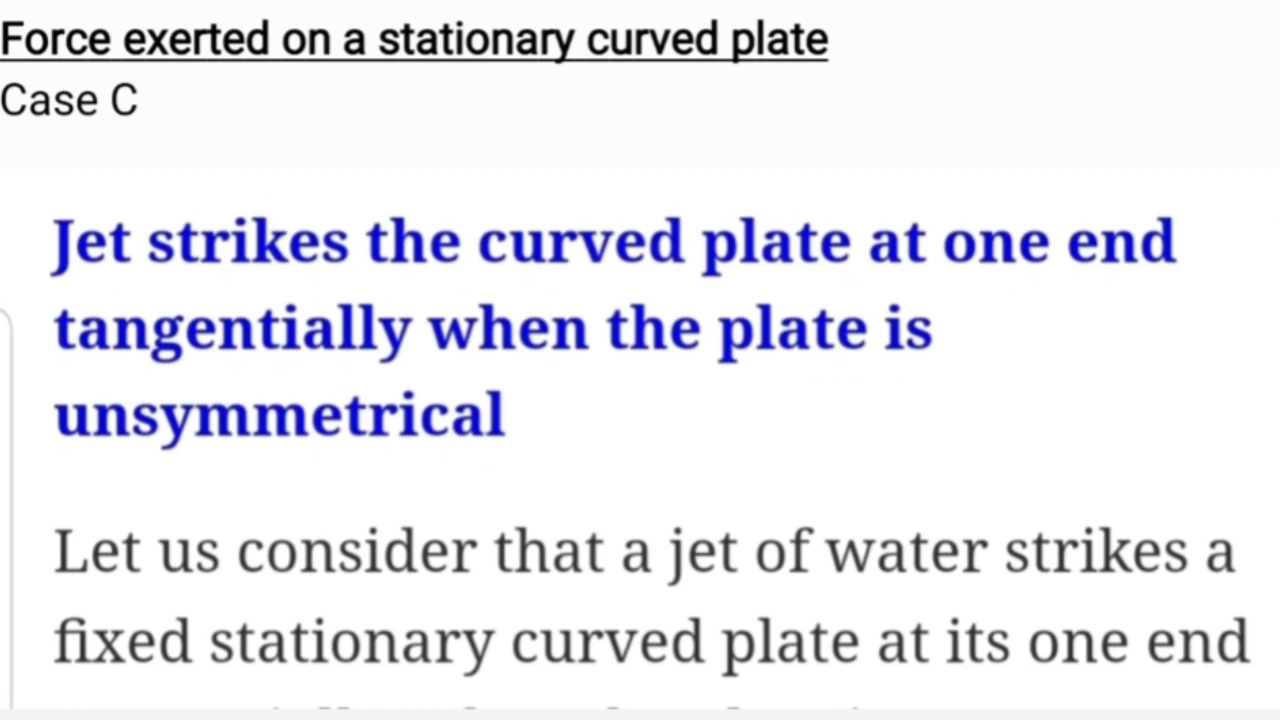 Force exerted on a stationary curved plate
Case C
Jet strikes the curved plate at one end
tangentially when the plate is
unsymmetrical
Let us consider that a jet of water strikes a
fixed stationary curved plate at its one end